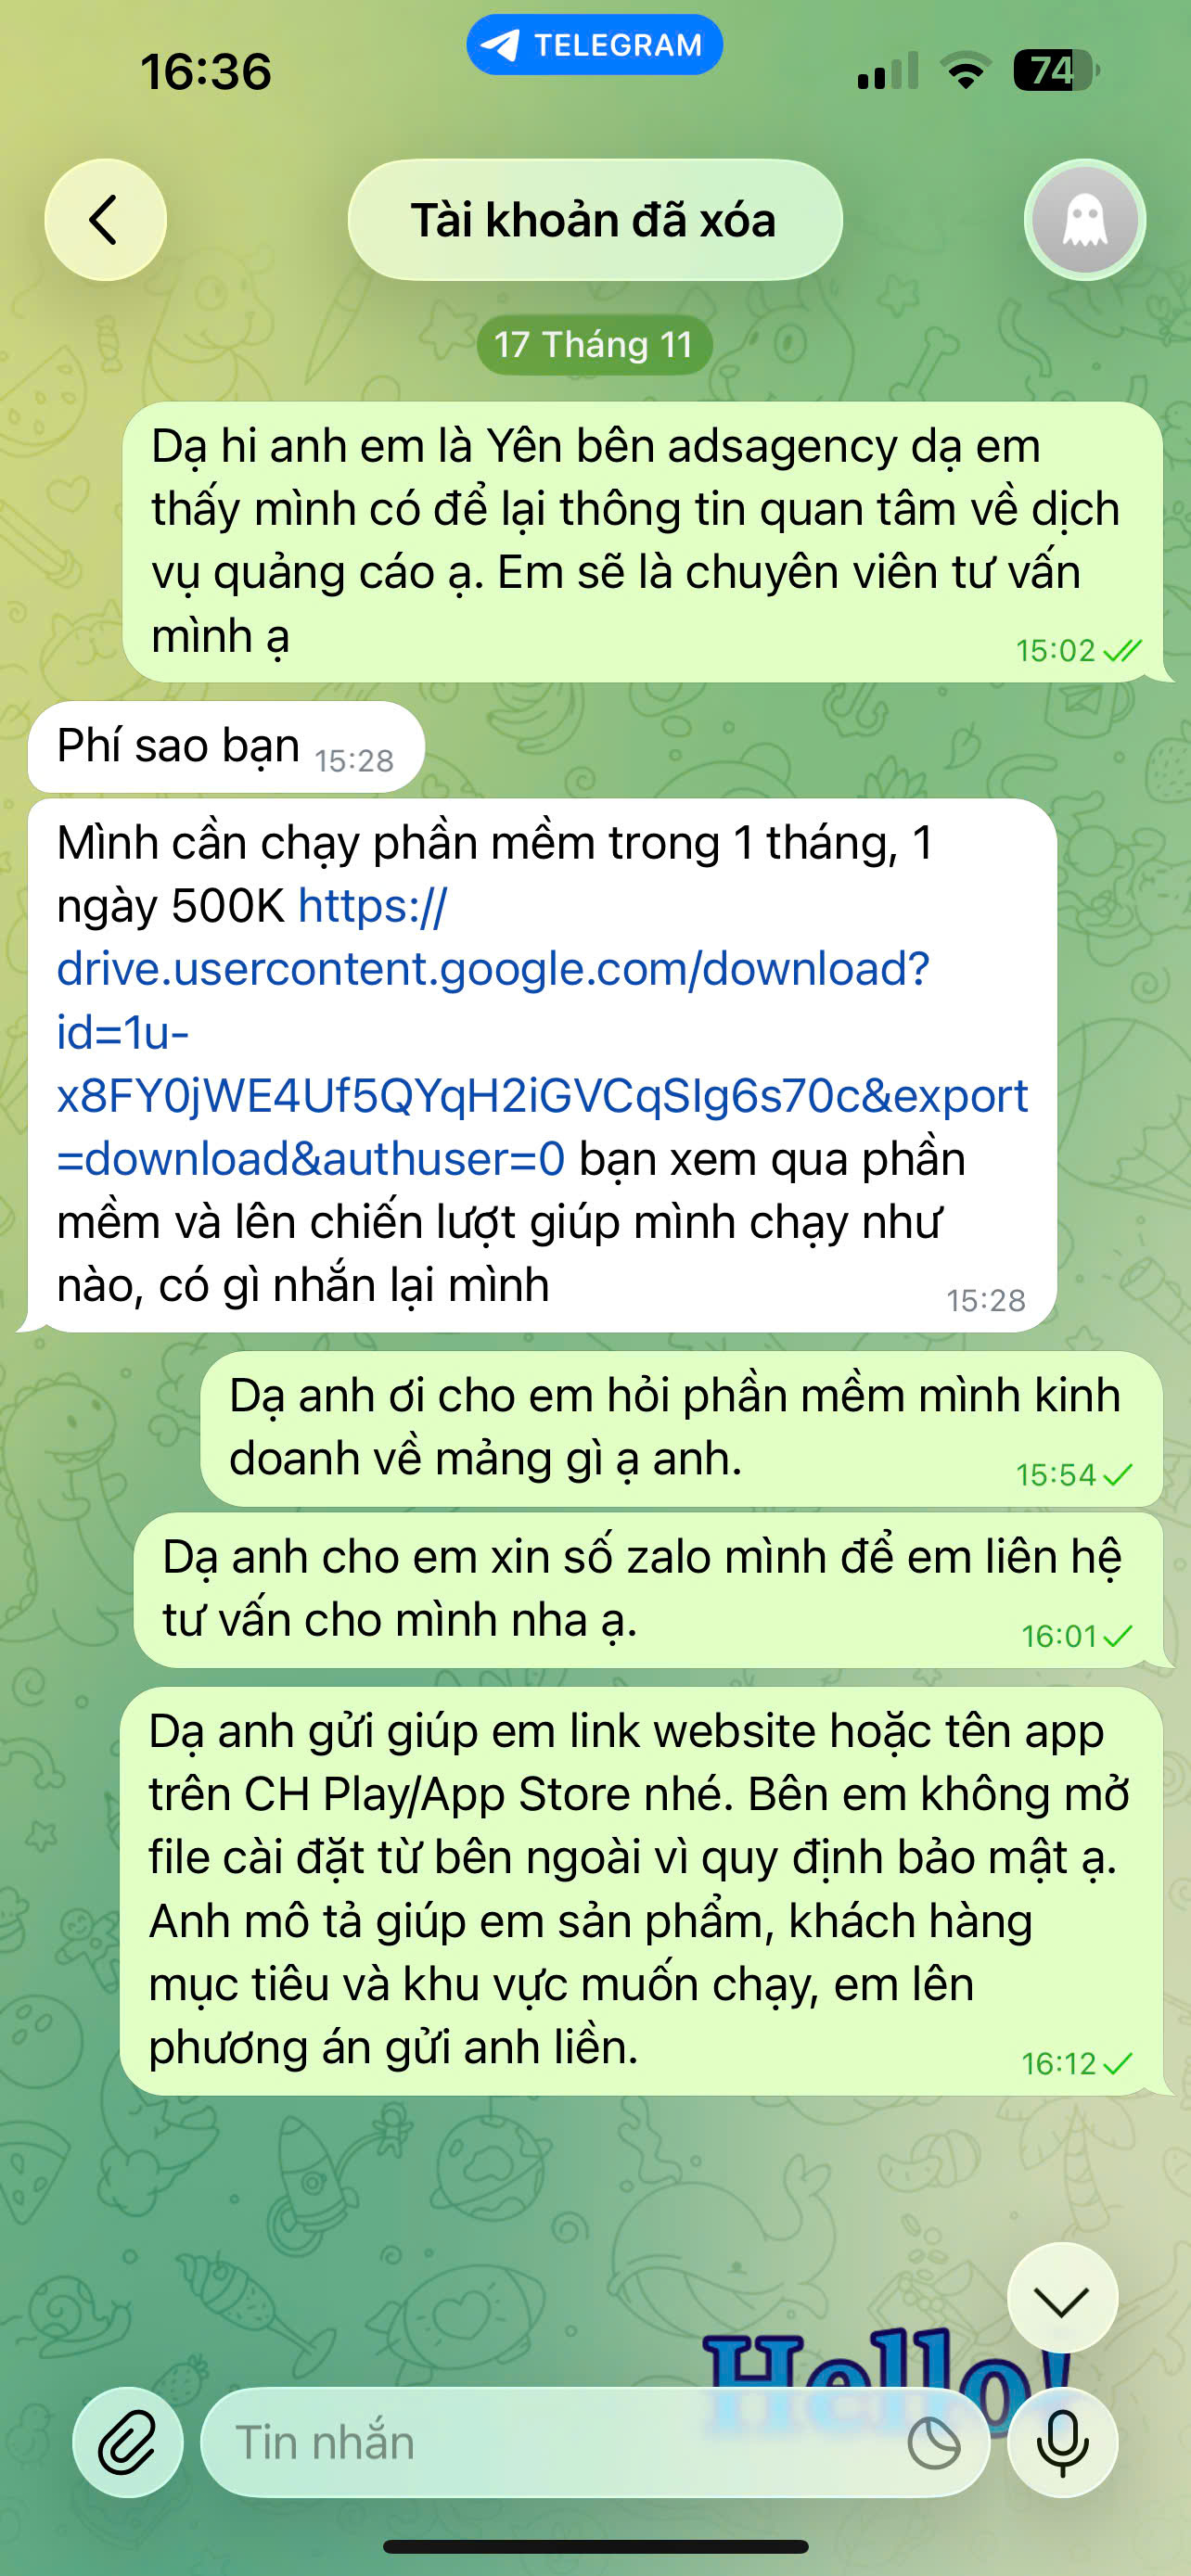 16:36
TELEGRAM
74
Tài khoản đã xóa
17 Tháng 11
Dạ hi anh em là Yên bên adsagency dạ em
thấy mình có để lại thông tin quan tâm về dịch
vụ quảng cáo ạ. Em sẽ là chuyên viên tư vấn
mình ạ
15:02
Phí sao bạn
15:28
Mình cần chạy phần mềm trong 1 tháng, 1
ngày 500K https://
drive.usercontent.google.com/download?
id=1u-
x8FY0jWE4Uf5QYqH2iGVCqSIg6s70c&export
=download&authuser=0 bạn xem qua phần
mềm và lên chiến lượt giúp mình chạy như
nào, có gì nhắn lại mình
15:28
Dạ anh ơi cho em hỏi phần mềm mình kinh
doanh về mảng gì ạ anh.
15:54
Dạ anh cho em xin số zalo mình để em liên hệ
tư vấn cho mình nha ạ.
16:01
Dạ anh gửi giúp em link website hoặc tên app
trên CH Play/App Store nhé. Bên em không mở
file cài đặt từ bên ngoài vì quy định bảo mật ạ.
Anh mô tả giúp em sản phẩm, khách hàng
mục tiêu và khu vực muốn chạy, em lên
phương án gửi anh liền.
16:12
Hello!
Tin nhắn